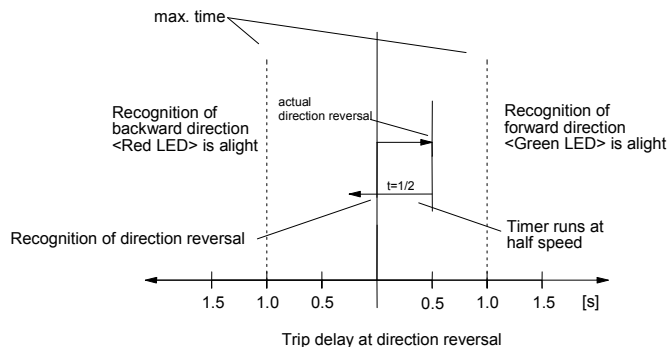 max. time
Recognition of
backward direction
<Red LED> is alight
actual
direction reversal
Recognition of
forward direction
<Green LED> is alight
t=1/2
Recognition of direction reversal
Timer runs at
half speed
1.5 1.0 0.5 0.5 1.0 1.5 [s]
Trip delay at direction reversal